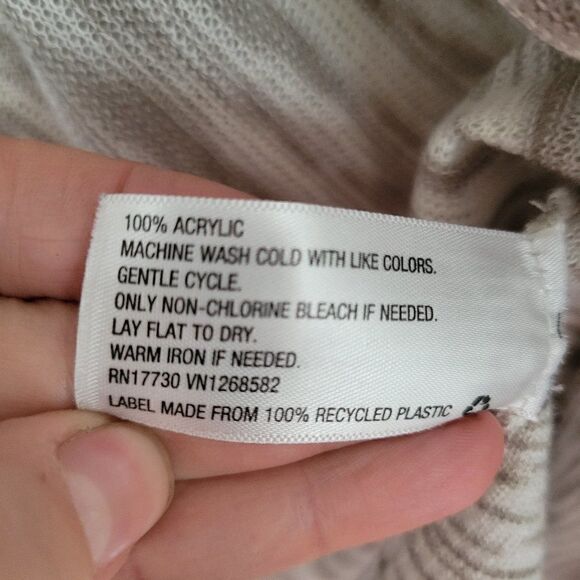 100% ACRYLIC
MACHINE WASH COLD WITH LIKE COLORS.
GENTLE CYCLE.
ONLY NON-CHLORINE BLEACH IF NEEDED.
LAY FLAT TO DRY.
WARM IRON IF NEEDED.
RN17730 VN1268582
LABEL MADE FROM 100% RECYCLED PLASTIC